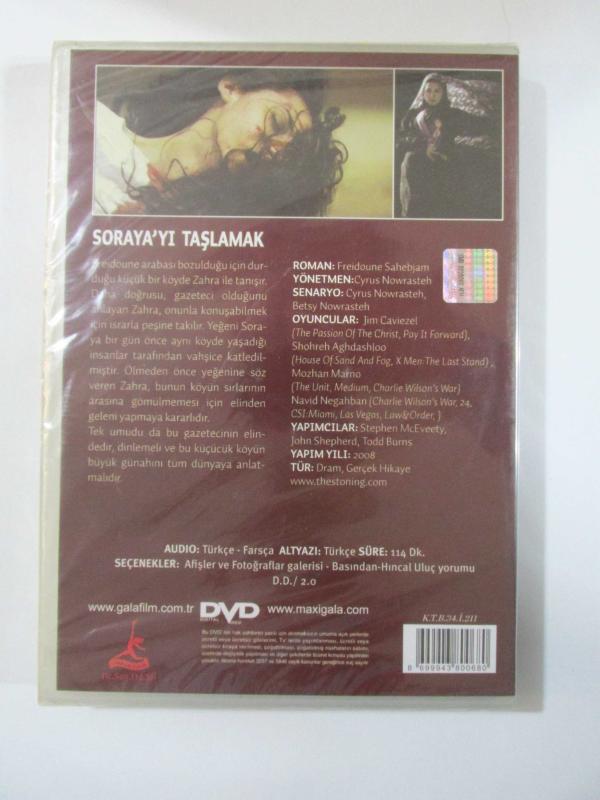 SORAYA'YI TAŞLAMAK
Freidoune arabası bozulduğu için dur-
duğu küçük bir köyde Zahra ile tanışır.
Daha doğrusu, gazeteci olduğunu
anlayan Zahra, onunla konuşabilmek
için ısrarla peşine takılır. Yeğeni Sora-
ya bir gün önce aynı köyde yaşadığı
insanlar tarafından vahşice katledil-
miştir. Ölmeden önce yeğenine söz
veren Zahra, bunun köyün sırlarının
arasına gömülmemesi için elinden
geleni yapmaya kararlıdır.
Tek umudu da bu gazetecinin elin-
dedir, dinlemeli ve bu küçücük köyün
büyük günahını tüm dünyaya anlat-
malıdır.
ROMAN: Freidoune Sahebjam
YÖNETMEN: Cyrus Nowrasteh
SENARYO: Cyrus Nowrasteh,
Betsy Nowrasteh
OYUNCULAR: Jim Caviezel
(The Passion Of The Christ, Pay It Forward),
Shohreh Aghdashloo
(House Of Sand And Fog, X Men:The Last Stand) ,
Mozhan Marno
(The Unit, Medium, Charlie Wilson's War)
Navid Negahban (Charlie Wilson's War, 24,
CSI:Miami, Las Vegas, Law&Order, )
YAPIMCILAR: Stephen McEveety,
John Shepherd, Todd Burns
YAPIM YILI: 2008
TÜR: Dram, Gerçek Hikaye
www.thestoning.com
AUDIO: Türkçe - Farsça ALTYAZI: Türkçe SÜRE: 114 Dk.
SEÇENEKLER: Afişler ve Fotoğraflar galerisi - Basından-Hıncal Uluç yorumu
D.D./ 2.0
www.galafilm.com.tr DVD VIDEO www.maxigala.com
K.T.B.34.İ.211
8 699943 800680